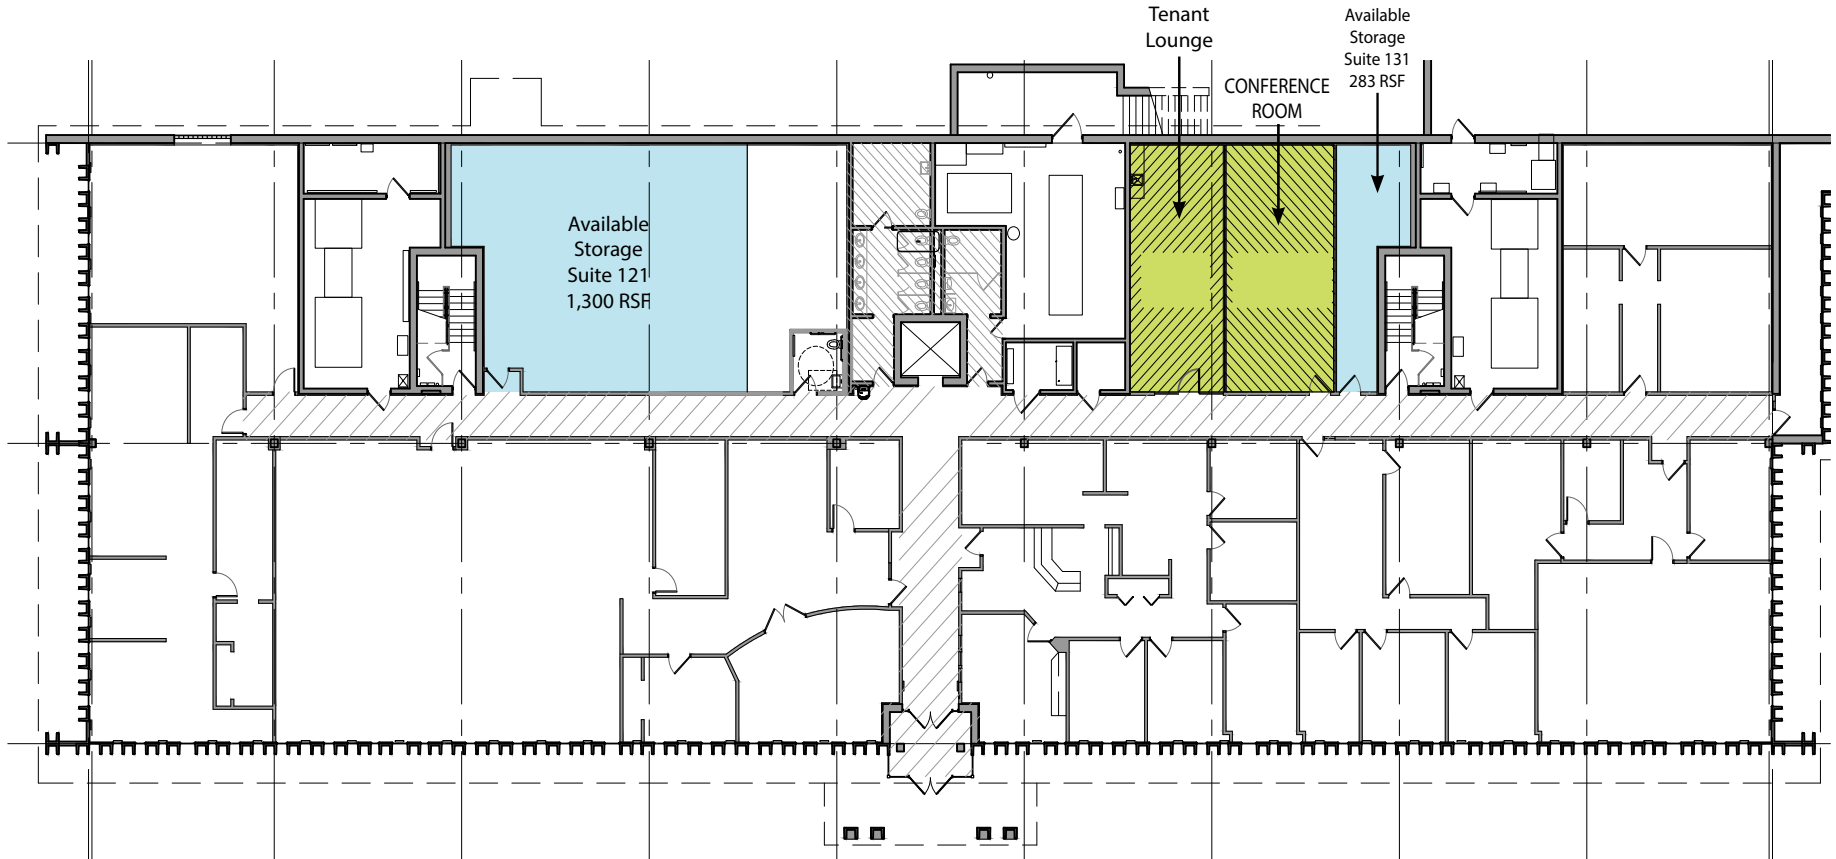 Tenant
Lounge
CONFERENCE
ROOM
Available
Storage
Suite 131
283 RSF
Available
Storage
Suite 121
1,300 RSF